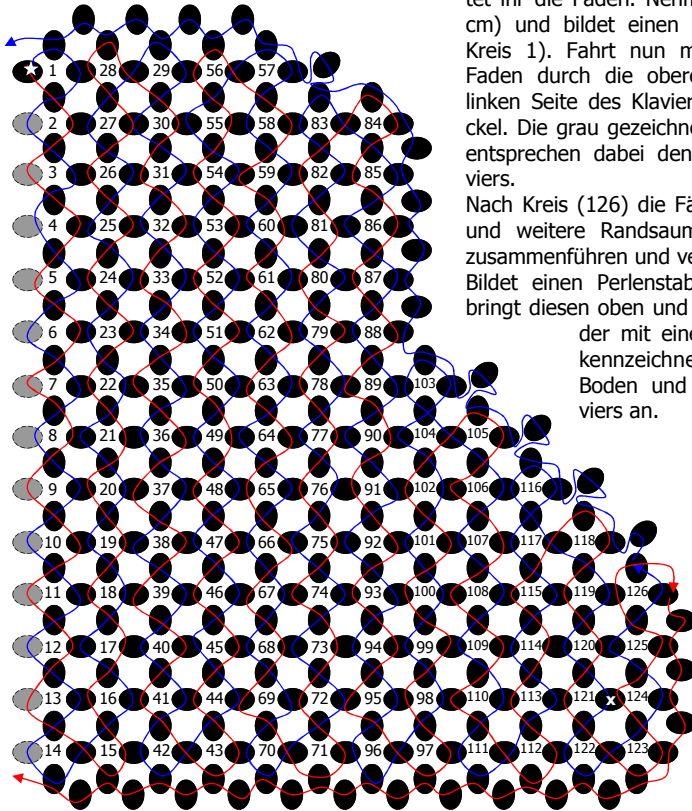 tet ihr die Fäden. Nehm
cm) und bildet einen
Kreis 1). Fahrt nun m
Faden durch die obere
linken Seite des Klavier
ckel. Die grau gezeichne
entsprechen dabei den
viers.
Nach Kreis (126) die Fä
und weitere Randsaum
zusammenführen und ve
Bildet einen Perlenstab
bringt diesen oben und
der mit eine
kennzeichne
Boden und
viers an.
1 28 29 56 57
2 27 30 55 58 83 84
3 26 31 54 59 82 85
4 25 32 53 60 81 86
5 24 33 52 61 80 87
6 23 34 51 62 79 88
7 22 35 50 63 78 89 103
8 21 36 49 64 77 90 104 105
9 20 37 48 65 76 91 102 106 116
10 19 38 47 66 75 92 101 107 117 118
11 18 39 46 67 74 93 100 108 115 119 126
12 17 40 45 68 73 94 99 109 114 120 125
13 16 41 44 69 72 95 98 110 113 121 x 124
14 15 42 43 70 71 96 97 111 112 122 123